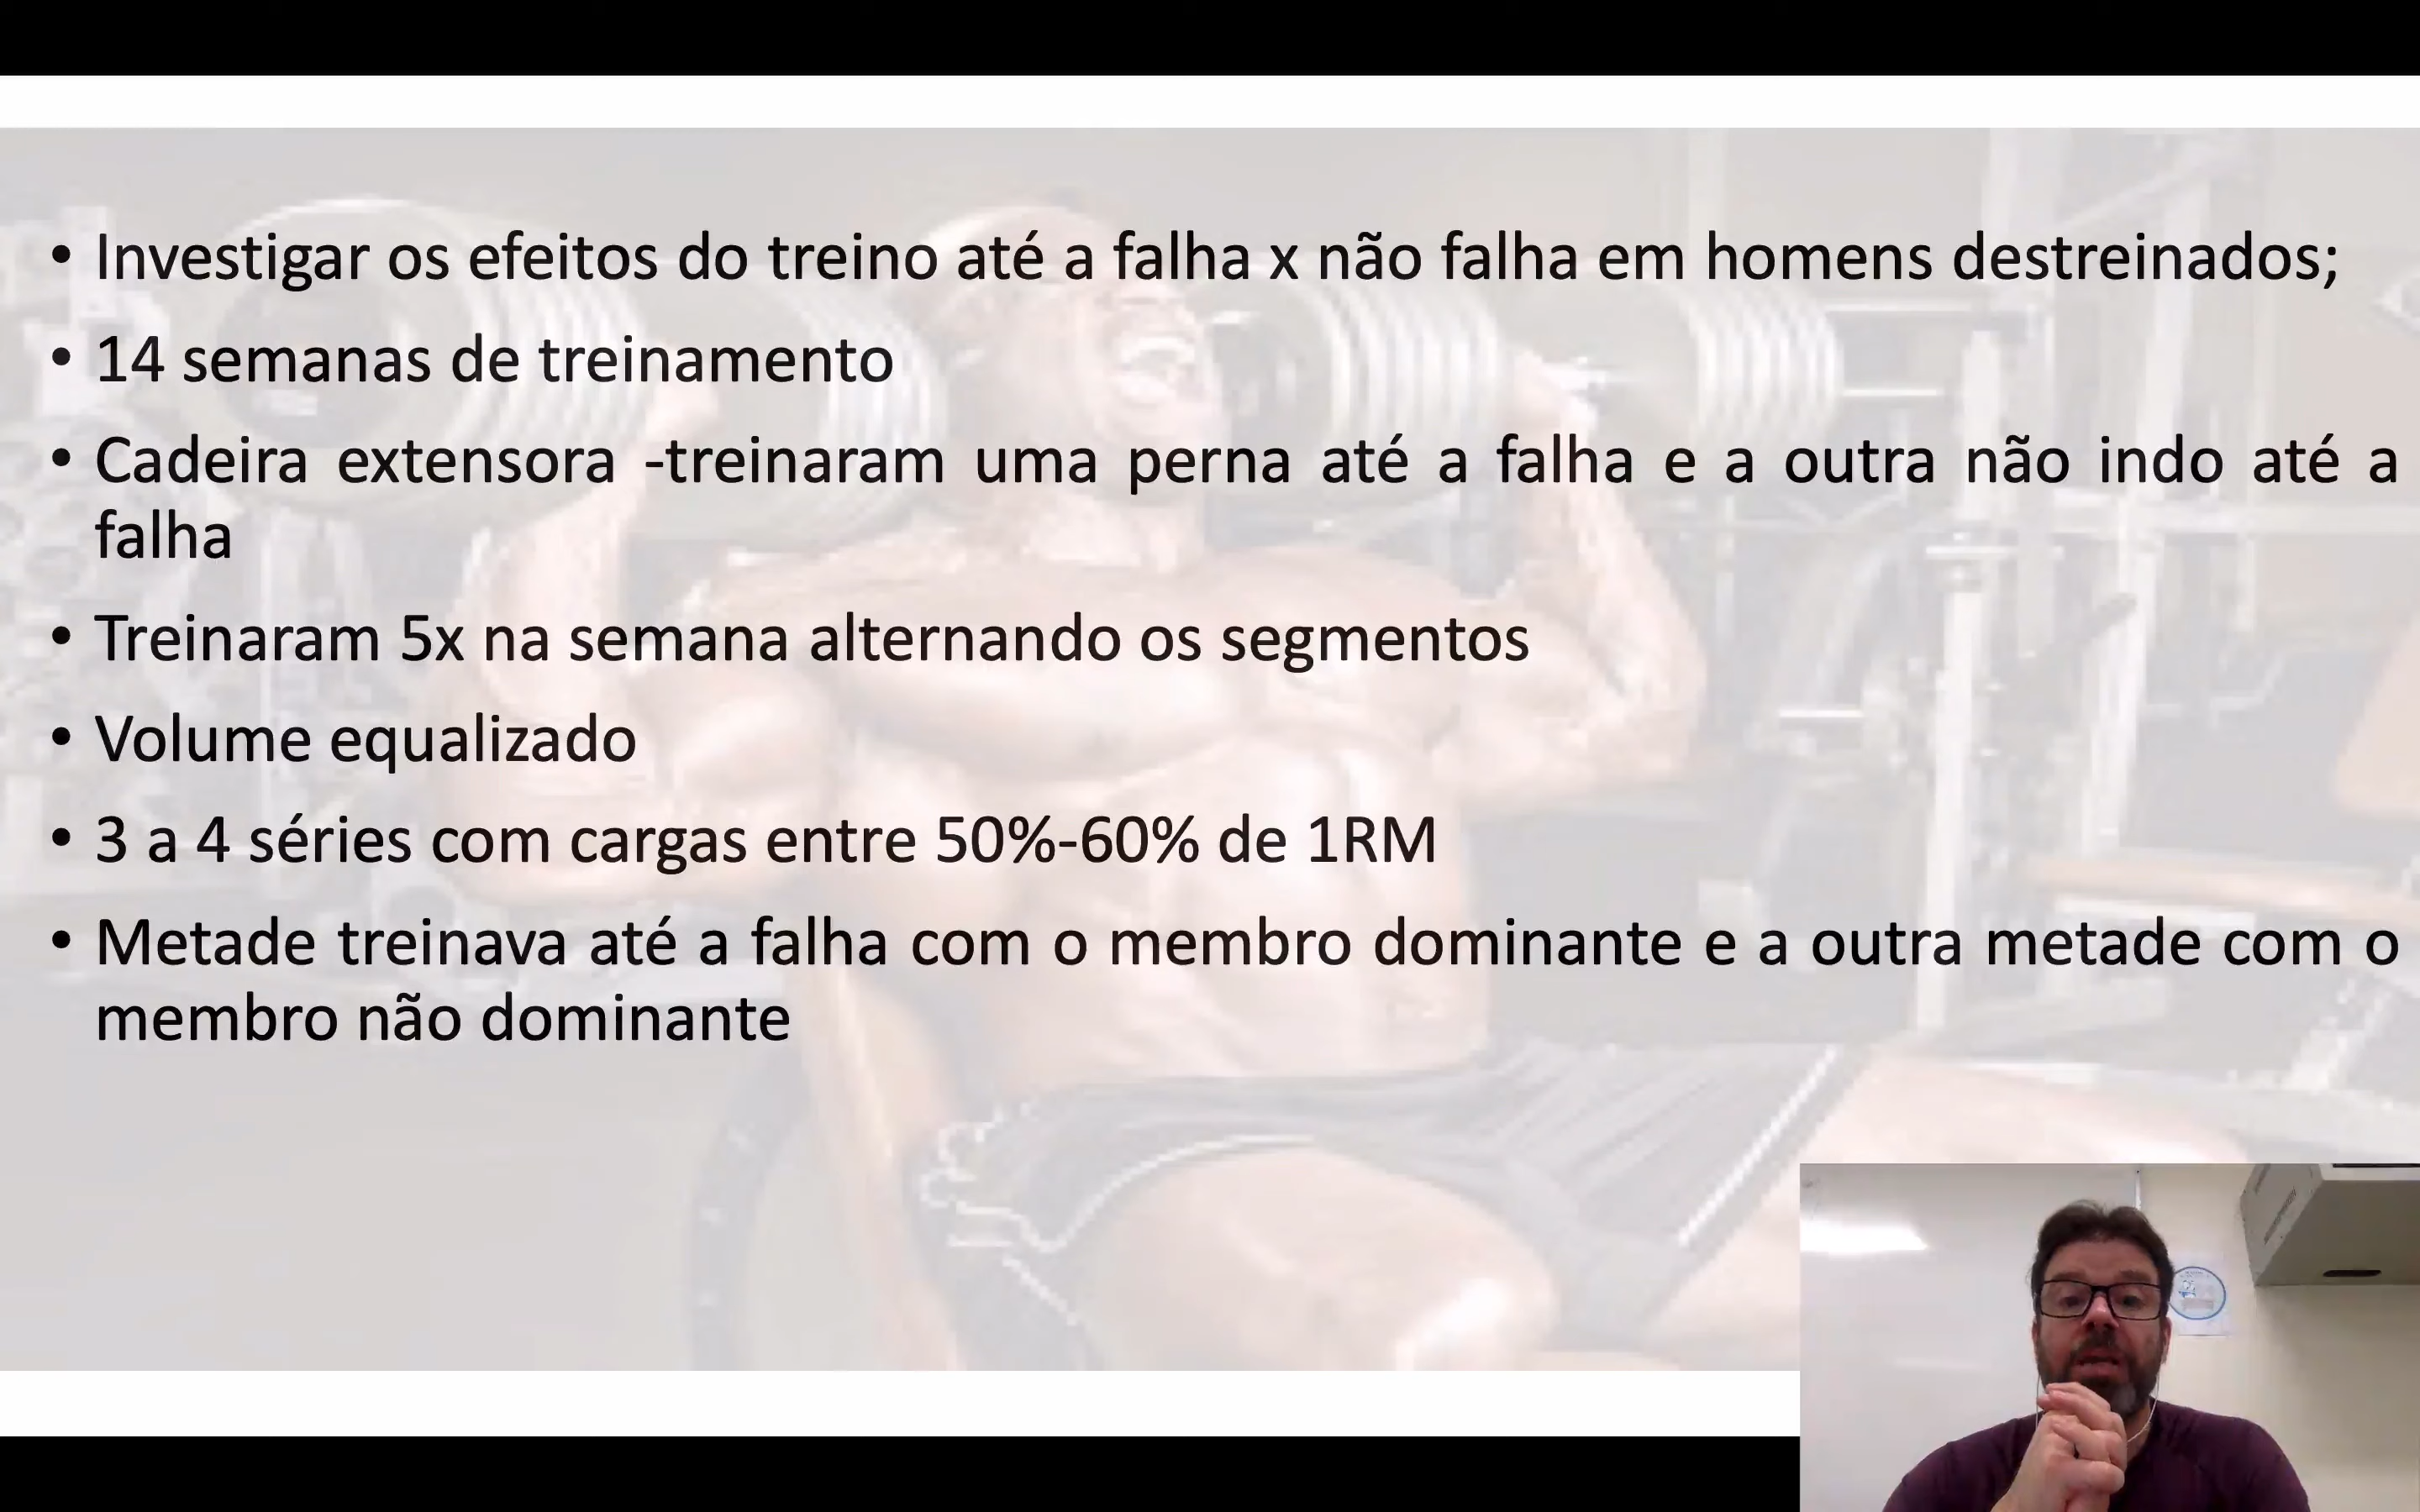 • Investigar os efeitos do treino até a falha x não falha em homens destreinados;
• 14 semanas de treinamento
• Cadeira extensora -treinaram uma perna até a falha e a outra não indo até a
falha
• Treinaram 5x na semana alternando os segmentos
• Volume equalizado
• 3 a 4 séries com cargas entre 50%-60% de 1RM
• Metade treinava até a falha com o membro dominante e a outra metade com o
membro não dominante